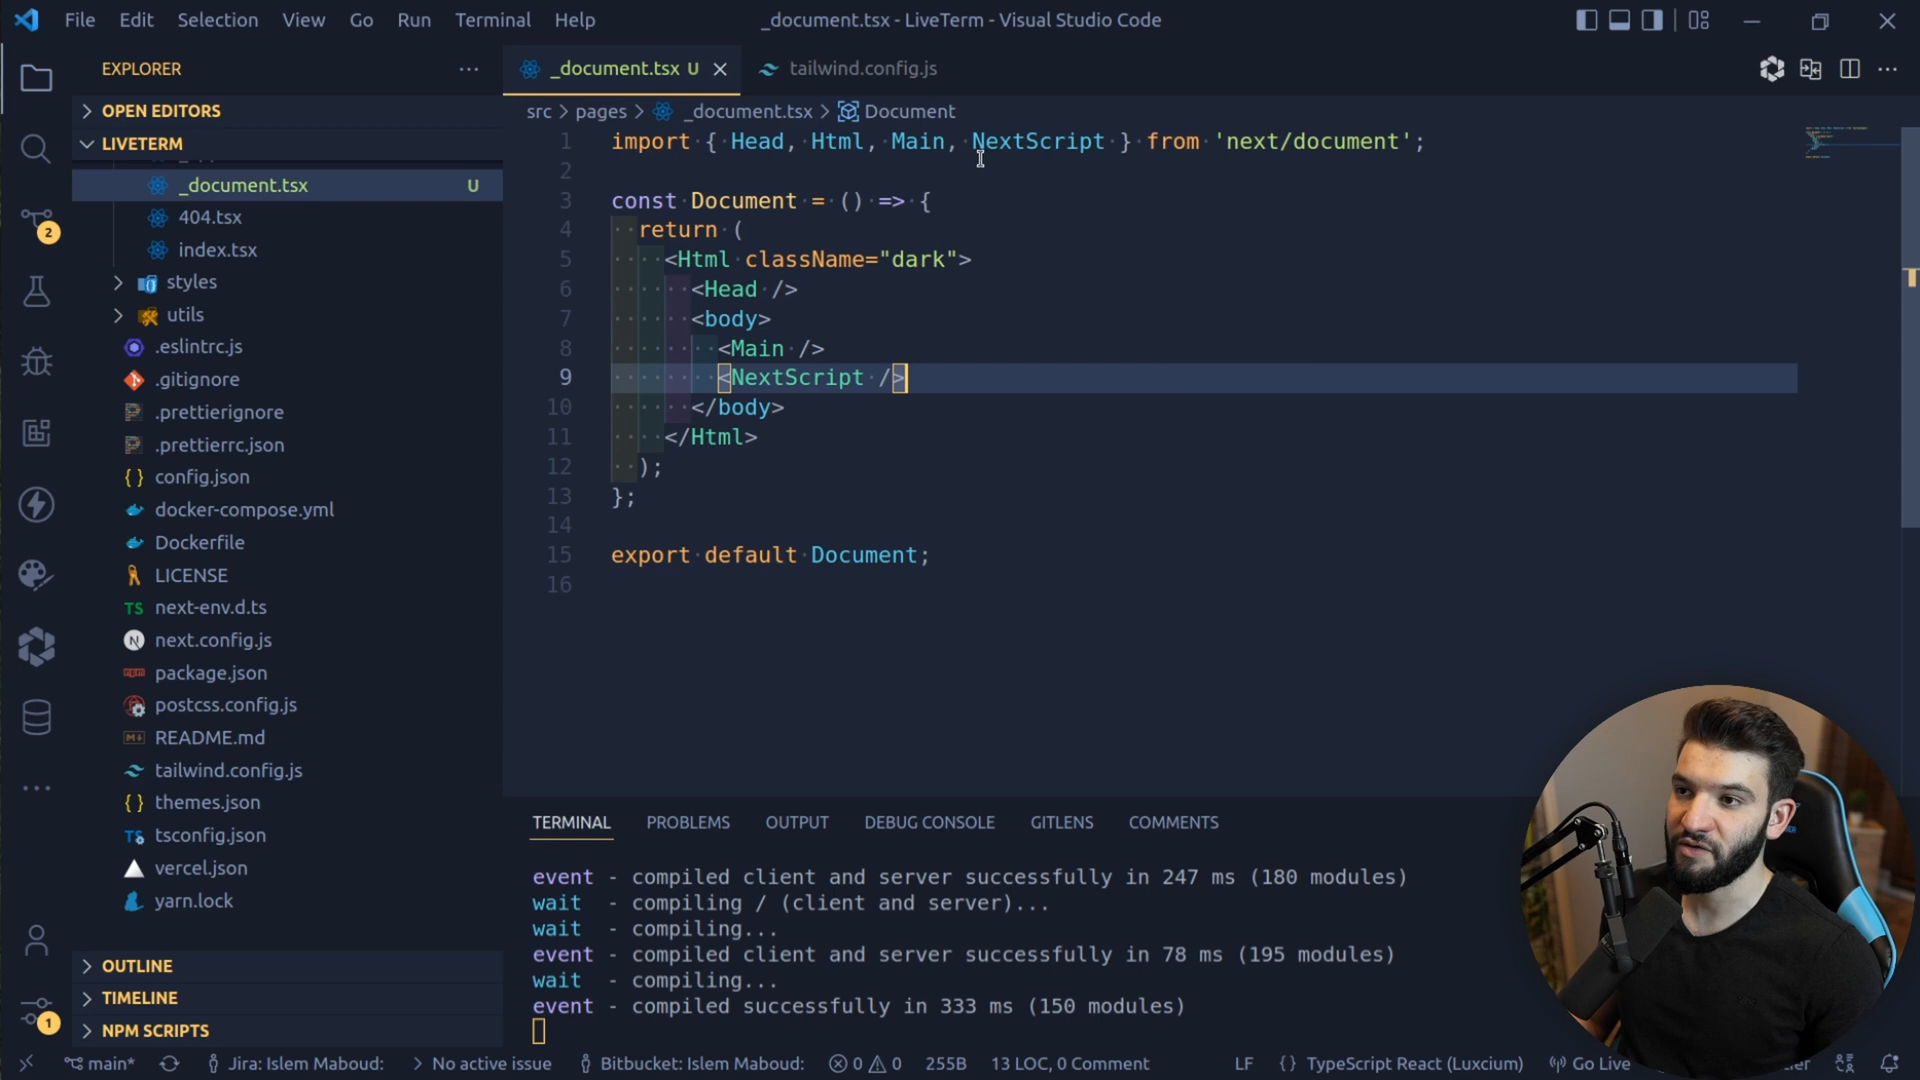 File Edit Selection View Go Run Terminal Help
_document.tsx - LiveTerm - Visual Studio Code
EXPLORER
OPEN EDITORS
LIVETERM
_document.tsx U
404.tsx
index.tsx
styles
utils
.eslintrc.js
.gitignore
.prettierignore
.prettierrc.json
{ } config.json
docker-compose.yml
Dockerfile
LICENSE
TS next-env.d.ts
N next.config.js
package.json
postcss.config.js
README.md
tailwind.config.js
{ } themes.json
TS tsconfig.json
vercel.json
yarn.lock
OUTLINE
TIMELINE
NPM SCRIPTS
2
1
_document.tsx U
tailwind.config.js
src > pages > _document.tsx > Document
1 import { Head, Html, Main, NextScript } from 'next/document';
2
3 const Document = () => {
4 return (
5 <Html className="dark">
6 <Head />
7 <body>
8 <Main />
9 <NextScript />
10 </body>
11 </Html>
12 );
13 };
14
15 export default Document;
16
TERMINAL PROBLEMS OUTPUT DEBUG CONSOLE GITLENS COMMENTS
event - compiled client and server successfully in 247 ms (180 modules)
wait - compiling / (client and server)...
wait - compiling...
event - compiled client and server successfully in 78 ms (195 modules)
wait - compiling...
event - compiled successfully in 333 ms (150 modules)
main* Jira: Islem Maboud: > No active issue Bitbucket: Islem Maboud: 0 0 255B 13 LOC, 0 Comment LF { } TypeScript React (Luxcium) Go Live